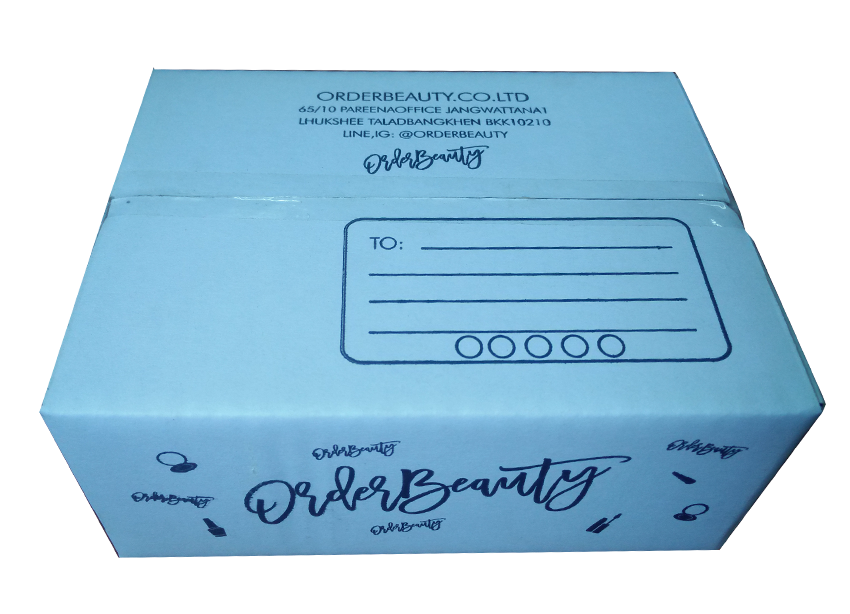 ORDERBEAUTY.CO.LTD
65/10 PAREENAOFFICE JANGWATTANA1
LHUKSHEE TALADBANGKHEN BKK10210
LINE,IG: @ORDERBEAUTY
OrderBeauty
TO:
OrderBeauty
OrderBeauty
OrderBeauty
OrderBeauty
OrderBeauty